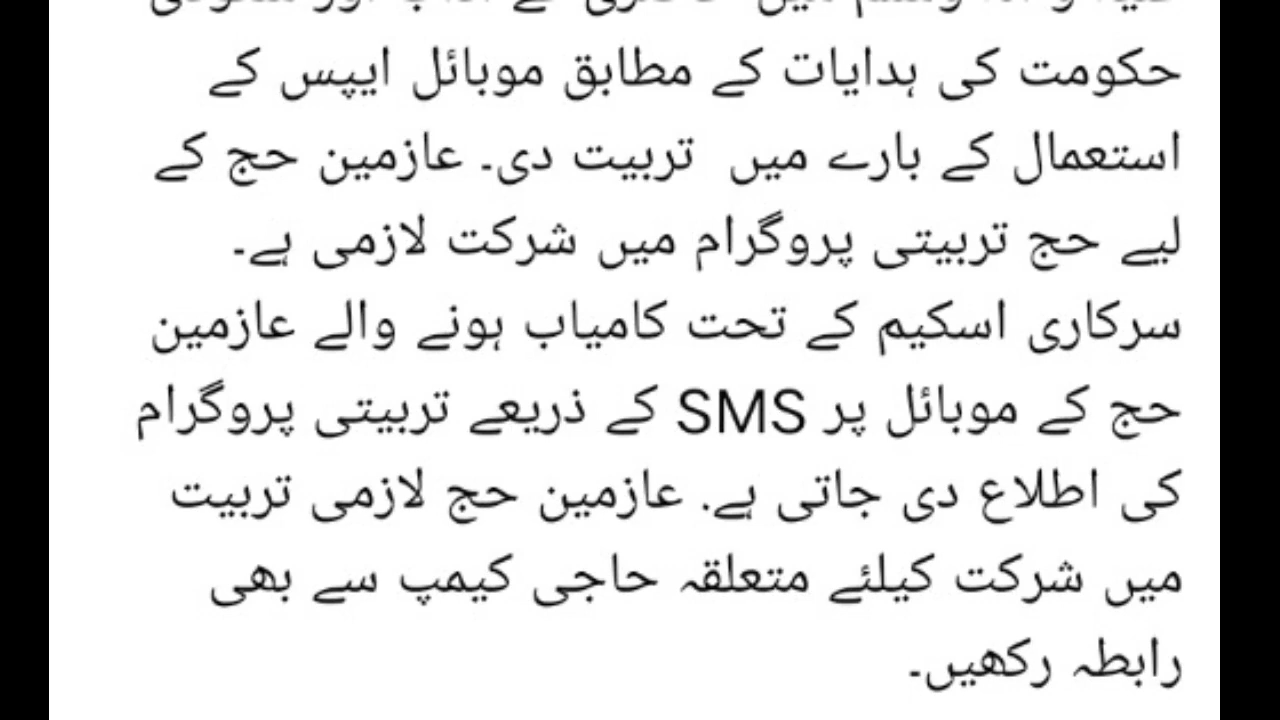 حکومت کی ہدایات کے مطابق موبائل ایپس کے
استعمال کے بارے میں تربیت دی۔ عازمین حج کے
لیے حج تربیتی پروگرام میں شرکت لازمی ہے۔
سرکاری اسکیم کے تحت کامیاب ہونے والے عازمین
حج کے موبائل پر SMS کے ذریعے تربیتی پروگرام
کی اطلاع دی جاتی ہے. عازمین حج لازمی تربیت
میں شرکت کیلئے متعلقہ حاجی کیمپ سے بھی
رابطہ رکھیں۔